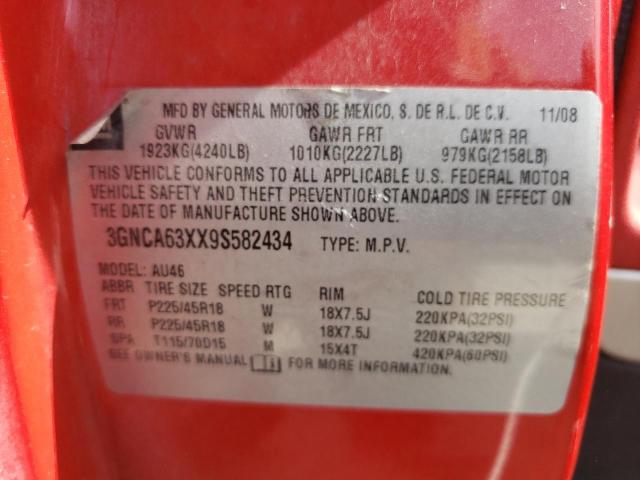 MFD BY GENERAL MOTORS DE MEXICO, S. DE R.L. DE C.V. 11/08
GVWR GAWR FRT GAWR RR
1923KG(4240LB) 1010KG(2227LB) 979KG(2158LB)
THIS VEHICLE CONFORMS TO ALL APPLICABLE U.S. FEDERAL MOTOR
VEHICLE SAFETY AND THEFT PREVENTION STANDARDS IN EFFECT ON
THE DATE OF MANUFACTURE SHOWN ABOVE.
3GNCA63XX9S582434 TYPE: M.P.V.
MODEL: AU46
ABBR TIRE SIZE SPEED RTG RIM COLD TIRE PRESSURE
FRT P225/45R18 W 18X7.5J 220KPA(32PSI)
RR P225/45R18 W 18X7.5J 220KPA(32PSI)
SPA T115/70D15 M 15X4T 420KPA(60PSI)
SEE OWNER'S MANUAL FOR MORE INFORMATION.